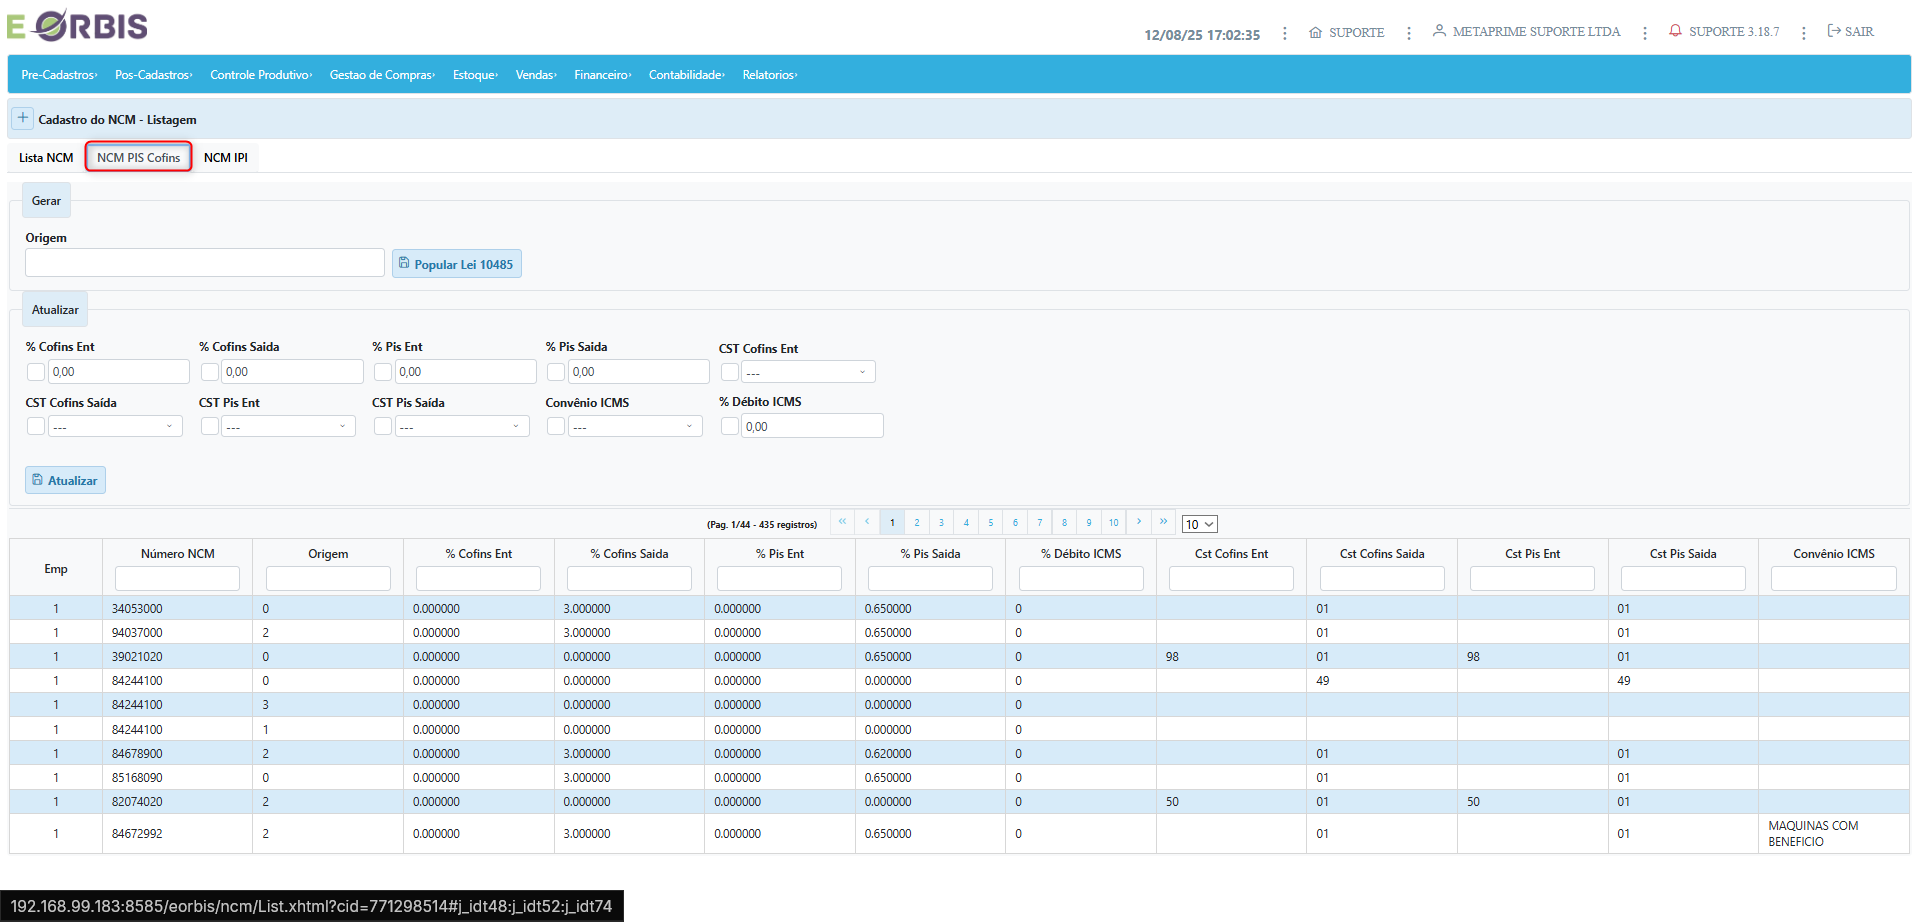 E-ORBIS
12/08/25 17:02:35 SUPORTE METAPRIME SUPORTE LTDA SUPORTE 3.18.7 SAIR
Pre-Cadastros Pos-Cadastros Controle Produtivo Gestao de Compras Estoque Vendas Financeiro Contabilidade Relatorios
Cadastro do NCM - Listagem
Lista NCM NCM PIS Cofins NCM IPI
Gerar
Origem
Popular Lei 10485
Atualizar
% Cofins Ent % Cofins Saida % Pis Ent % Pis Saida CST Cofins Ent
0,00 0,00 0,00 0,00 ---
CST Cofins Saída CST Pis Ent CST Pis Saída Convênio ICMS % Débito ICMS
--- --- --- --- 0,00
Atualizar
(Pag. 1/44 - 435 registros) 1 2 3 4 5 6 7 8 9 10 10
Emp Número NCM Origem % Cofins Ent % Cofins Saida % Pis Ent % Pis Saida % Débito ICMS Cst Cofins Ent Cst Cofins Saida Cst Pis Ent Cst Pis Saida Convênio ICMS
1 34053000 0 0.000000 3.000000 0.000000 0.650000 0 01 01
1 94037000 2 0.000000 3.000000 0.000000 0.650000 0 01 01
1 39021020 0 0.000000 0.000000 0.000000 0.650000 0 98 01 98 01
1 84244100 0 0.000000 0.000000 0.000000 0.000000 0 49 49
1 84244100 3 0.000000 0.000000 0.000000 0.000000 0
1 84244100 1 0.000000 0.000000 0.000000 0.000000 0
1 84678900 2 0.000000 3.000000 0.000000 0.620000 0 01 01
1 85168090 0 0.000000 3.000000 0.000000 0.650000 0 01 01
1 82074020 2 0.000000 0.000000 0.000000 0.000000 0 50 01 50 01
1 84672992 2 0.000000 3.000000 0.000000 0.650000 0 01 01 MAQUINAS COM
BENEFICIO
192.168.99.183:8585/eorbis/ncm/List.xhtml?cid=771298514#j_idt48:j_idt52:j_idt74